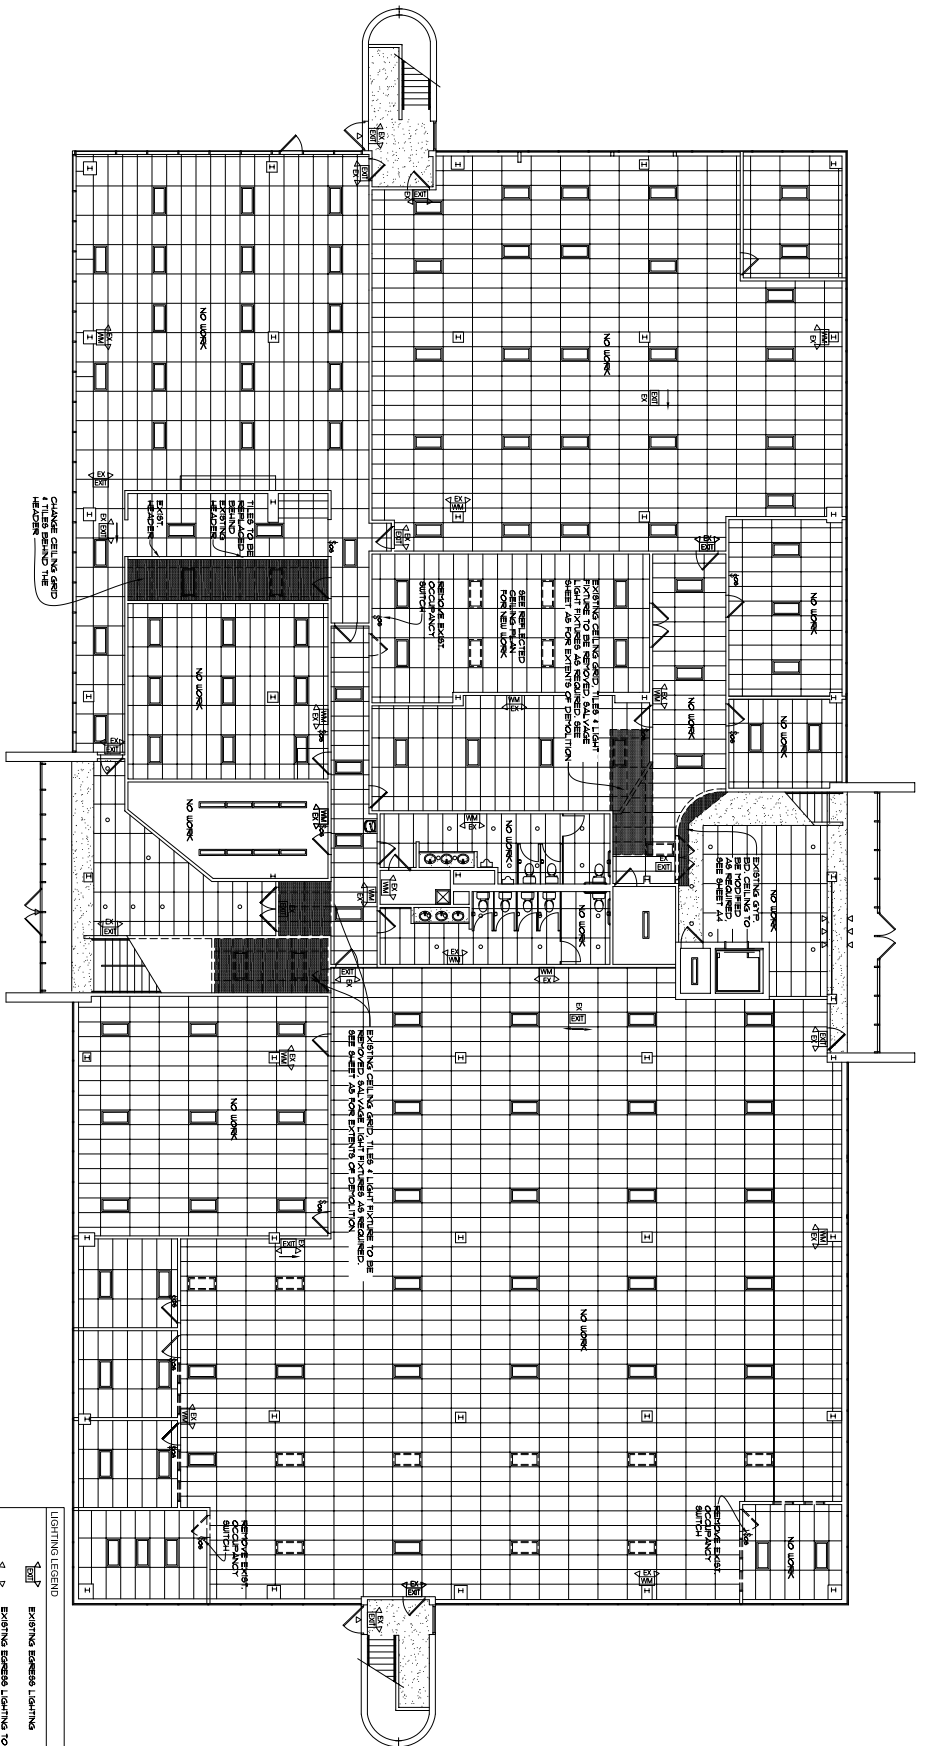 NO WORK
NO WORK
NO WORK
NO WORK
NO WORK
NO WORK
NO WORK
NO WORK
NO WORK
NO WORK
NO WORK
NO WORK
NO WORK
NO WORK
CHANGE CEILING GRID
& TILES BEHIND THE
HEADER
EXIST.
HEADER
TILES TO BE
REPLACED
BEHIND
EXISTING
HEADER
REMOVE EXIST.
OCCUPANCY
SWITCH
SEE REFLECTED
CEILING PLAN
FOR NEW WORK
EXISTING CEILING GRID, TILES & LIGHT
FIXTURE TO BE REMOVED. SALVAGE
LIGHT FIXTURES AS REQUIRED. SEE
SHEET A5 FOR EXTENTS OF DEMOLITION
EXISTING GYP.
BD. CEILING TO
BE MODIFIED
AS REQUIRED
SEE SHEET A4
EXISTING CEILING GRID, TILES & LIGHT FIXTURE TO BE
REMOVED. SALVAGE LIGHT FIXTURES AS REQUIRED.
SEE SHEET A5 FOR EXTENTS OF DEMOLITION
REMOVE EXIST.
OCCUPANCY
SWITCH
REMOVE EXIST.
OCCUPANCY
SWITCH
LIGHTING LEGEND
EXIT
EXISTING EGRESS LIGHTING
EXISTING EGRESS LIGHTING TO